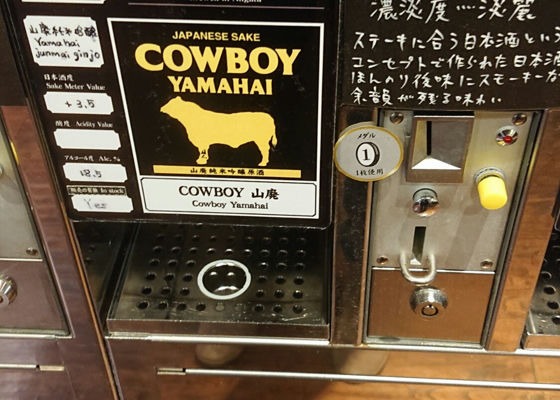 山廃純米吟醸
Yamahai
junmai ginjo
日本酒度
Sake Meter Value
+3,5
酸度 Acidity Value
アルコール度 Alc. %
18.5
In stock
Yes
JAPANESE SAKE
COWBOY
YAMAHAI
山廃純米吟醸原酒
COWBOY 山廃
Cowboy Yamahai
濃淡度…淡麗
ステーキに合う日本酒という
コンセプトで作られた日本酒
ほんのり後味にスモーキーな
余韻が残る味わい
メダル
1
1枚使用